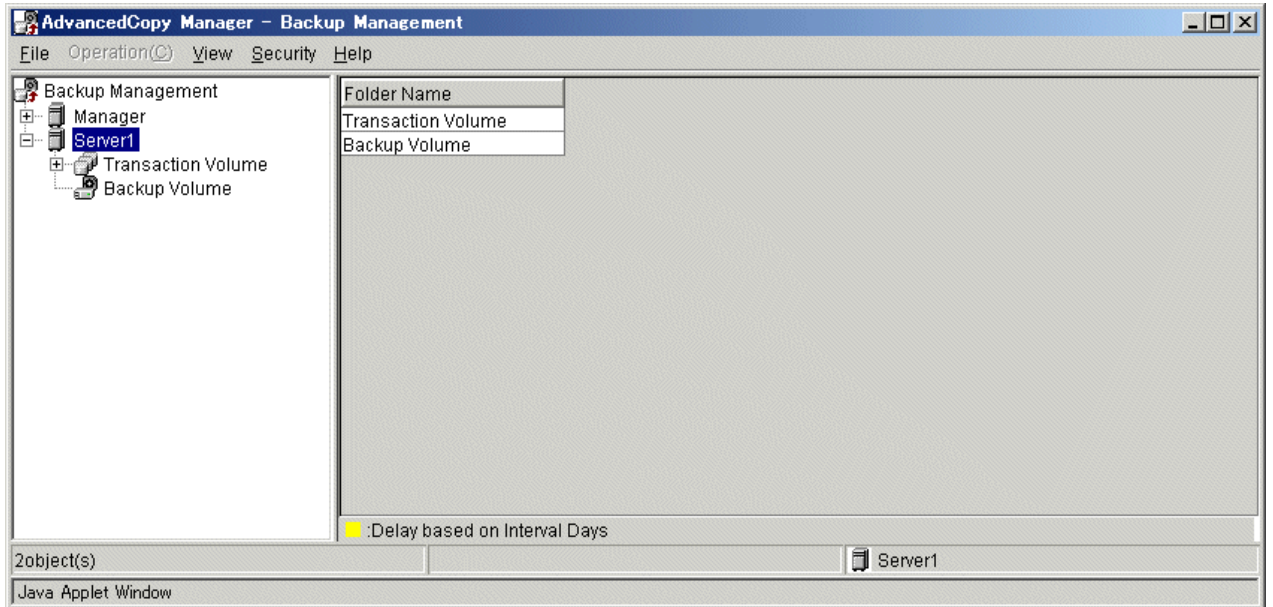 AdvancedCopy Manager - Backup Management
File Operation(C) View Security Help
Backup Management
Manager
Server1
Transaction Volume
Backup Volume
Folder Name
Transaction Volume
Backup Volume
:Delay based on Interval Days
2object(s)
Server1
Java Applet Window